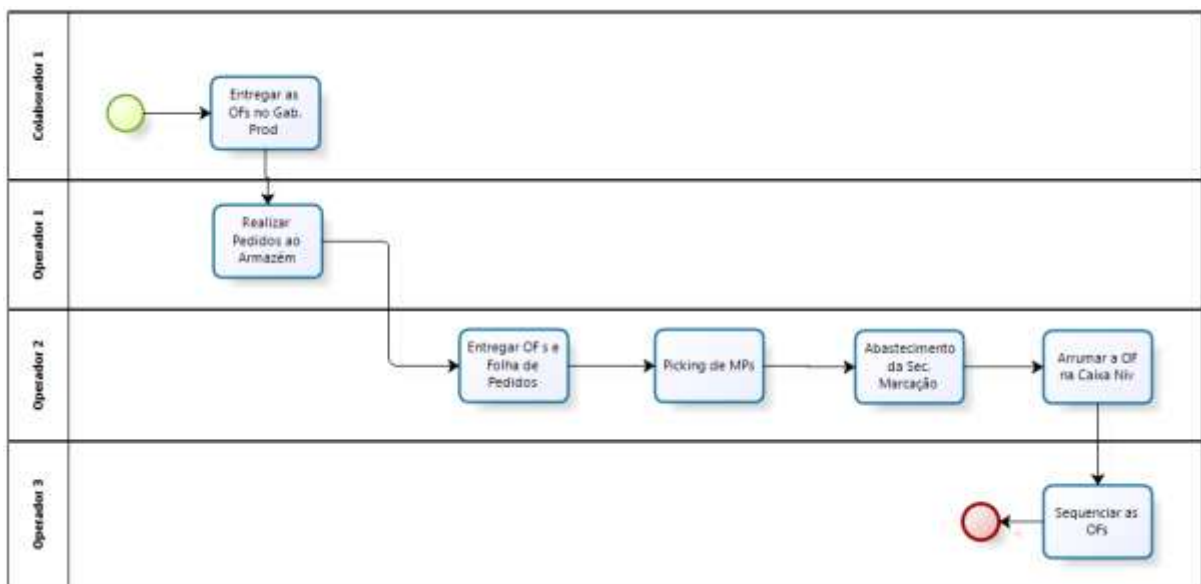 Colaborador 1
Entregar as
OFs no Gab.
Prod
Operador 1
Realizar
Pedidos ao
Armazém
Operador 2
Entregar OF s e
Folha de
Pedidos
Picking de MPs
Abastecimento
da Sec.
Marcação
Arrumar a OF
na Caixa Niv
Operador 3
Sequenciar as
OFs